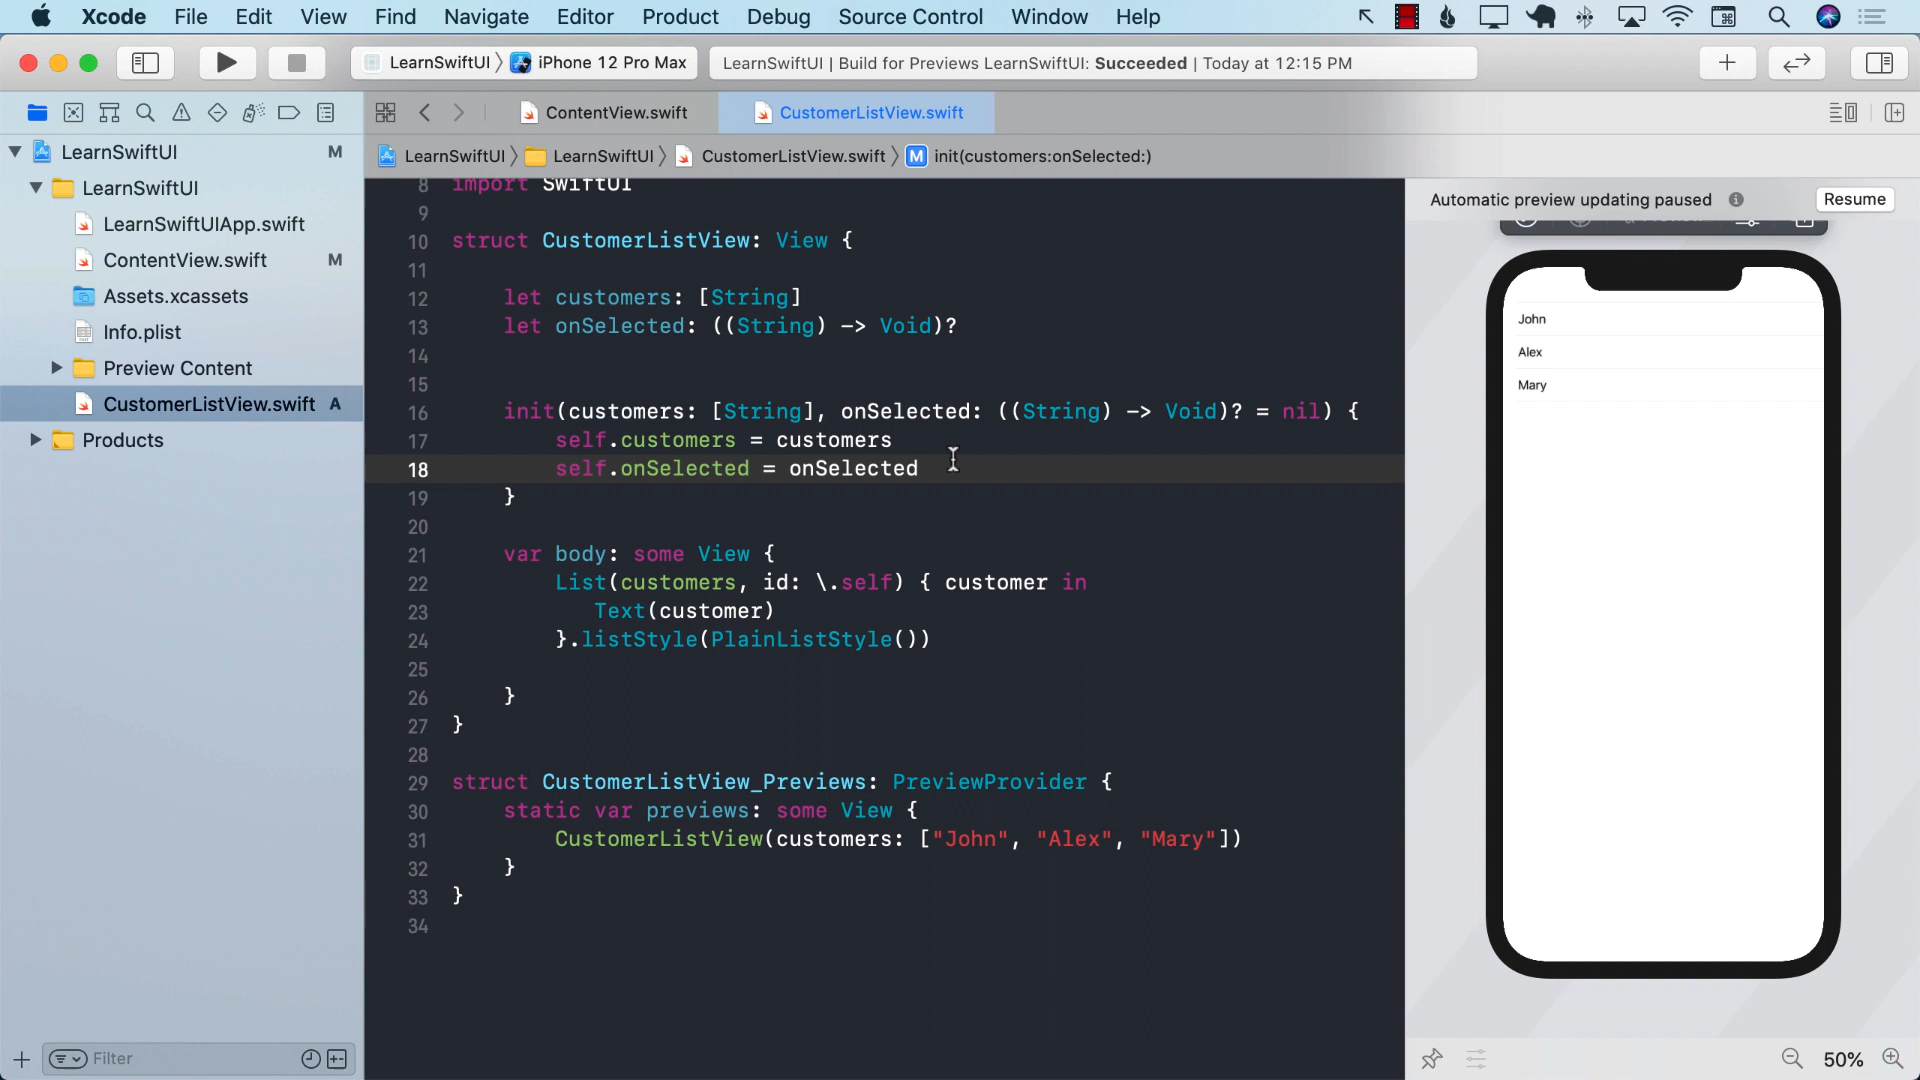 Xcode File Edit View Find Navigate Editor Product Debug Source Control Window Help
LearnSwiftUI iPhone 12 Pro Max
LearnSwiftUI | Build for Previews LearnSwiftUI: Succeeded | Today at 12:15 PM
ContentView.swift CustomerListView.swift
LearnSwiftUI LearnSwiftUI CustomerListView.swift M init(customers:onSelected:)
LearnSwiftUI M
LearnSwiftUI
LearnSwiftUIApp.swift
ContentView.swift M
Assets.xcassets
Info.plist
Preview Content
CustomerListView.swift A
Products
Filter
8 import SwiftUI
9
10 struct CustomerListView: View {
11
12 let customers: [String]
13 let onSelected: ((String) -> Void)?
14
15
16 init(customers: [String], onSelected: ((String) -> Void)? = nil) {
17 self.customers = customers
18 self.onSelected = onSelected
19 }
20
21 var body: some View {
22 List(customers, id: \.self) { customer in
23 Text(customer)
24 }.listStyle(PlainListStyle())
25
26 }
27 }
28
29 struct CustomerListView_Previews: PreviewProvider {
30 static var previews: some View {
31 CustomerListView(customers: ["John", "Alex", "Mary"])
32 }
33 }
34
Automatic preview updating paused Resume
John
Alex
Mary
50%